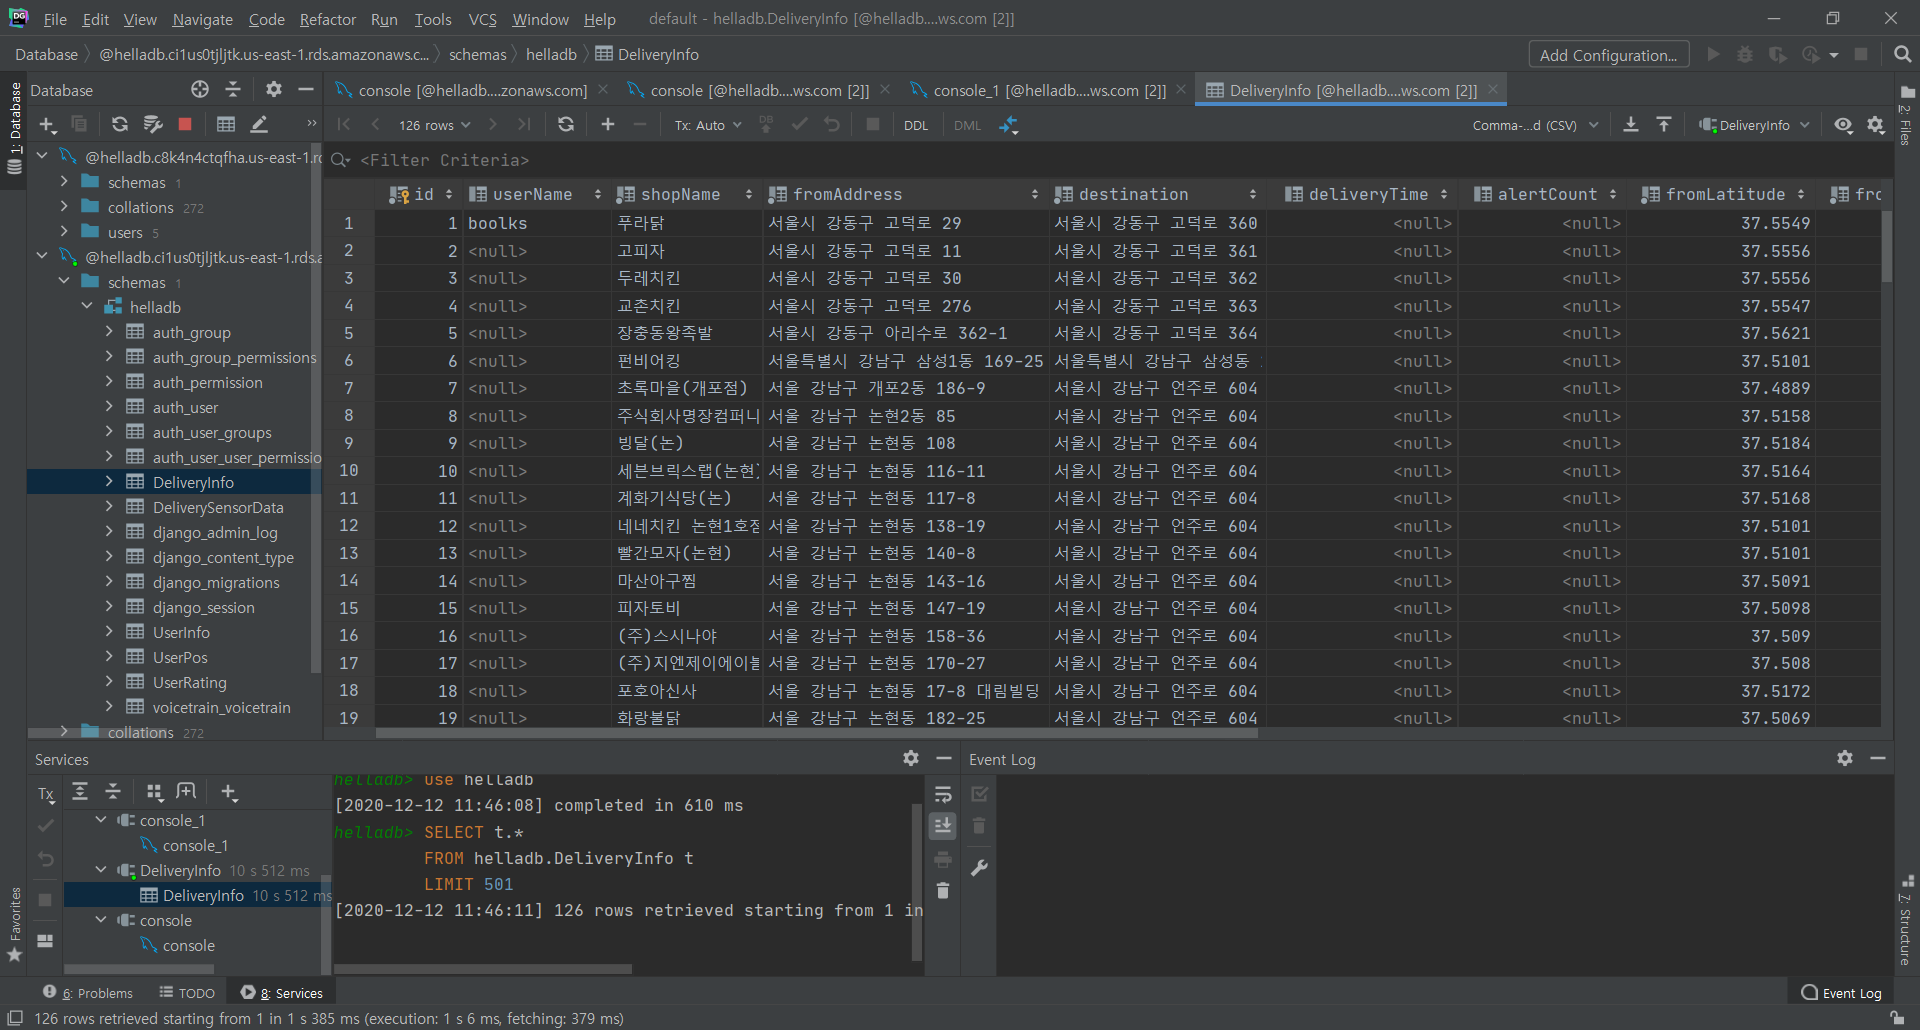 File Edit View Navigate Code Refactor Run Tools VCS Window Help default - helladb.DeliveryInfo [@helladb....ws.com [2]]
Database @helladb.ci1us0tjljtk.us-east-1.rds.amazonaws.c... schemas helladb DeliveryInfo Add Configuration...
Database console [@helladb....zonaws.com] console [@helladb....ws.com [2]] console_1 [@helladb....ws.com [2]] DeliveryInfo [@helladb....ws.com [2]]
126 rows Tx: Auto DB DDL DML Comma-...d (CSV) DeliveryInfo
<Filter Criteria>
1: Database
2: Files
7: Structure
Favorites
@helladb.c8k4n4ctqfha.us-east-1.rc
schemas 1
collations 272
users 5
@helladb.ci1us0tjljtk.us-east-1.rds.a
schemas 1
helladb
auth_group
auth_group_permissions
auth_permission
auth_user
auth_user_groups
auth_user_user_permissio
DeliveryInfo
DeliverySensorData
django_admin_log
django_content_type
django_migrations
django_session
UserInfo
UserPos
UserRating
voicetrain_voicetrain
collations 272
id userName shopName fromAddress destination deliveryTime alertCount fromLatitude fro
1 1 boolks 푸라닭 서울시 강동구 고덕로 29 서울시 강동구 고덕로 360 <null> <null> 37.5549
2 2 <null> 고피자 서울시 강동구 고덕로 11 서울시 강동구 고덕로 361 <null> <null> 37.5556
3 3 <null> 두레치킨 서울시 강동구 고덕로 30 서울시 강동구 고덕로 362 <null> <null> 37.5556
4 4 <null> 교촌치킨 서울시 강동구 고덕로 276 서울시 강동구 고덕로 363 <null> <null> 37.5547
5 5 <null> 장충동왕족발 서울시 강동구 아리수로 362-1 서울시 강동구 고덕로 364 <null> <null> 37.5621
6 6 <null> 펀비어킹 서울특별시 강남구 삼성1동 169-25 서울특별시 강남구 삼성동 <null> <null> 37.5101
7 7 <null> 초록마을(개포점) 서울 강남구 개포2동 186-9 서울시 강남구 언주로 604 <null> <null> 37.4889
8 8 <null> 주식회사명장컴퍼니 서울 강남구 논현2동 85 서울시 강남구 언주로 604 <null> <null> 37.5158
9 9 <null> 빙달(논) 서울 강남구 논현동 108 서울시 강남구 언주로 604 <null> <null> 37.5184
10 10 <null> 세븐브릭스랩(논현) 서울 강남구 논현동 116-11 서울시 강남구 언주로 604 <null> <null> 37.5164
11 11 <null> 계화기식당(논) 서울 강남구 논현동 117-8 서울시 강남구 언주로 604 <null> <null> 37.5168
12 12 <null> 네네치킨 논현1호점 서울 강남구 논현동 138-19 서울시 강남구 언주로 604 <null> <null> 37.5101
13 13 <null> 빨간모자(논현) 서울 강남구 논현동 140-8 서울시 강남구 언주로 604 <null> <null> 37.5101
14 14 <null> 마산아구찜 서울 강남구 논현동 143-16 서울시 강남구 언주로 604 <null> <null> 37.5091
15 15 <null> 피자토비 서울 강남구 논현동 147-19 서울시 강남구 언주로 604 <null> <null> 37.5098
16 16 <null> (주)스시나야 서울 강남구 논현동 158-36 서울시 강남구 언주로 604 <null> <null> 37.509
17 17 <null> (주)지엔제이에이블 서울 강남구 논현동 170-27 서울시 강남구 언주로 604 <null> <null> 37.508
18 18 <null> 포호아신사 서울 강남구 논현동 17-8 대림빌딩 서울시 강남구 언주로 604 <null> <null> 37.5172
19 19 <null> 화랑불닭 서울 강남구 논현동 182-25 서울시 강남구 언주로 604 <null> <null> 37.5069
Services
Tx
console_1
console_1
DeliveryInfo 10 s 512 ms
DeliveryInfo 10 s 512 ms
console
console
helladb> use helladb
[2020-12-12 11:46:08] completed in 610 ms
helladb> SELECT t.*
FROM helladb.DeliveryInfo t
LIMIT 501
[2020-12-12 11:46:11] 126 rows retrieved starting from 1 in
Event Log
6: Problems TODO 8: Services Event Log
126 rows retrieved starting from 1 in 1 s 385 ms (execution: 1 s 6 ms, fetching: 379 ms)